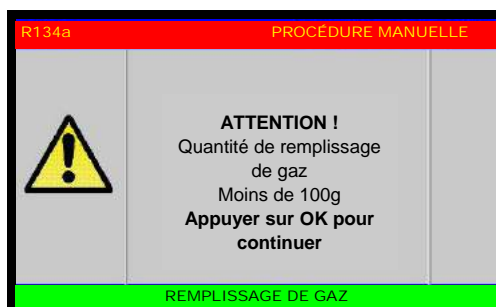 R134a PROCÉDURE MANUELLE
ATTENTION !
Quantité de remplissage
de gaz
Moins de 100g
Appuyer sur OK pour
continuer
REMPLISSAGE DE GAZ